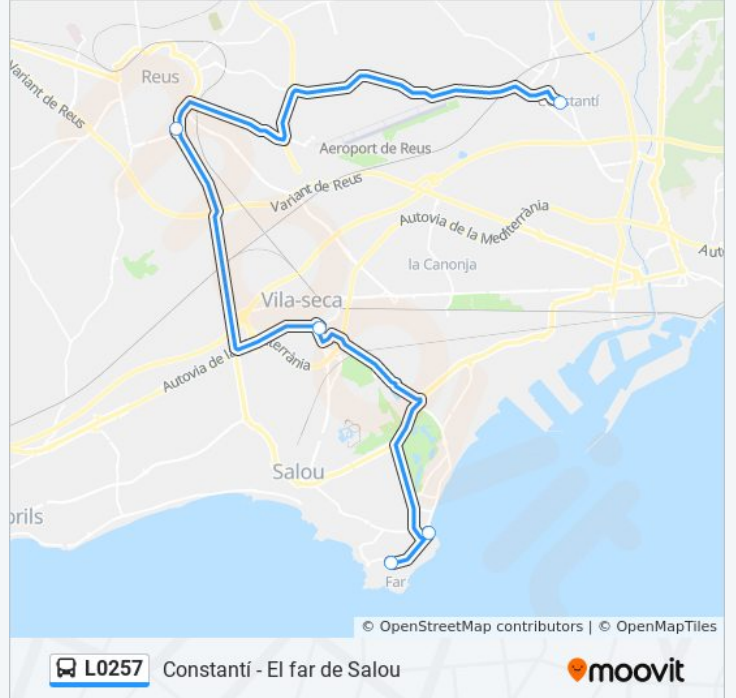 Reus
Variant de Reus
Constantí
Aeroport de Reus
Variant de Reus
Autovia de la Mediterrània
la Canonja
Vila-seca
Autovia de la
Salou
Far
© OpenStreetMap contributors | © OpenMapTiles
L0257 Constantí - El far de Salou
moovit